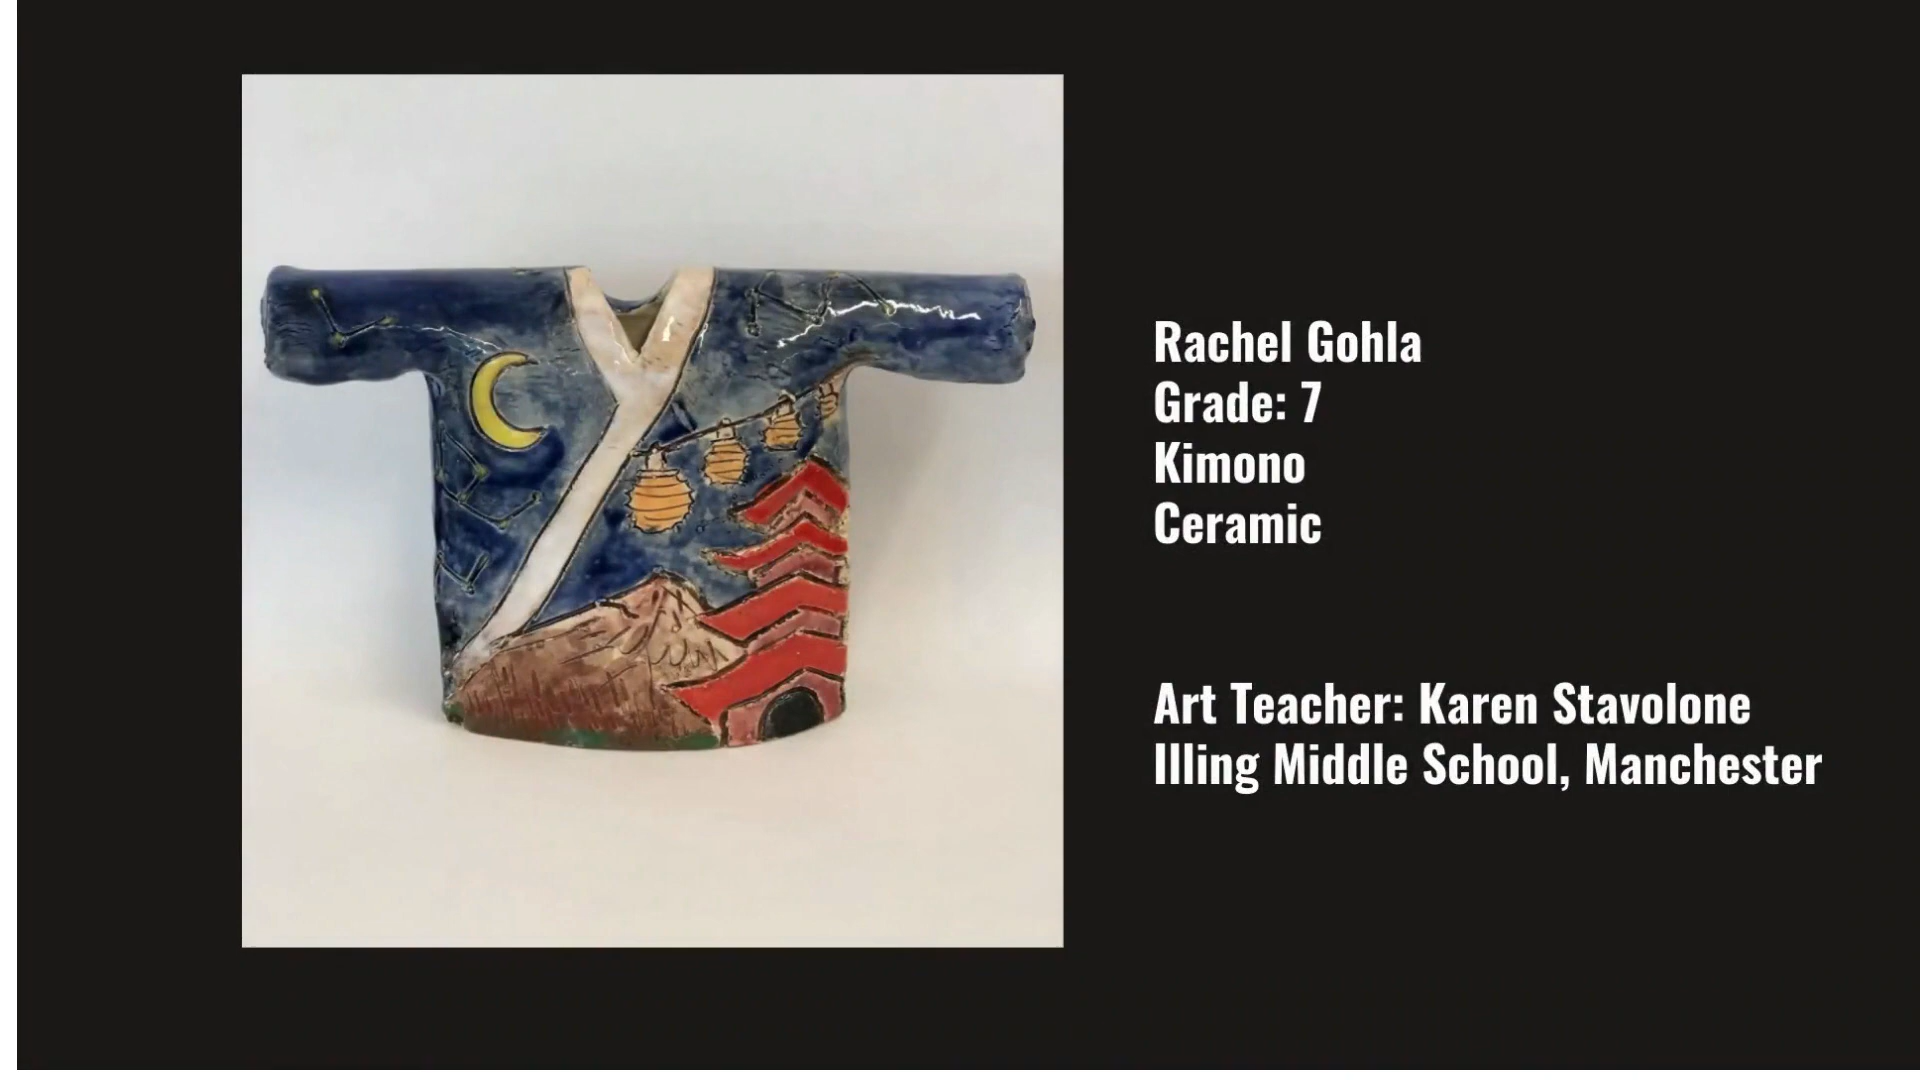 Rachel Gohla
Grade: 7
Kimono
Ceramic
Art Teacher: Karen Stavolone
Illing Middle School, Manchester